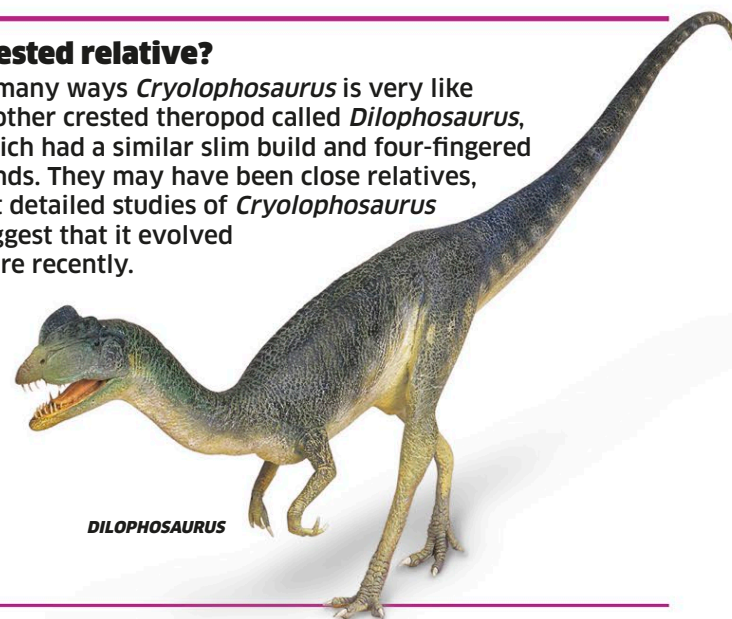 ested relative?
many ways Cryolophosaurus is very like
other crested theropod called Dilophosaurus,
ich had a similar slim build and four-fingered
nds. They may have been close relatives,
t detailed studies of Cryolophosaurus
ggest that it evolved
re recently.
DILOPHOSAURUS